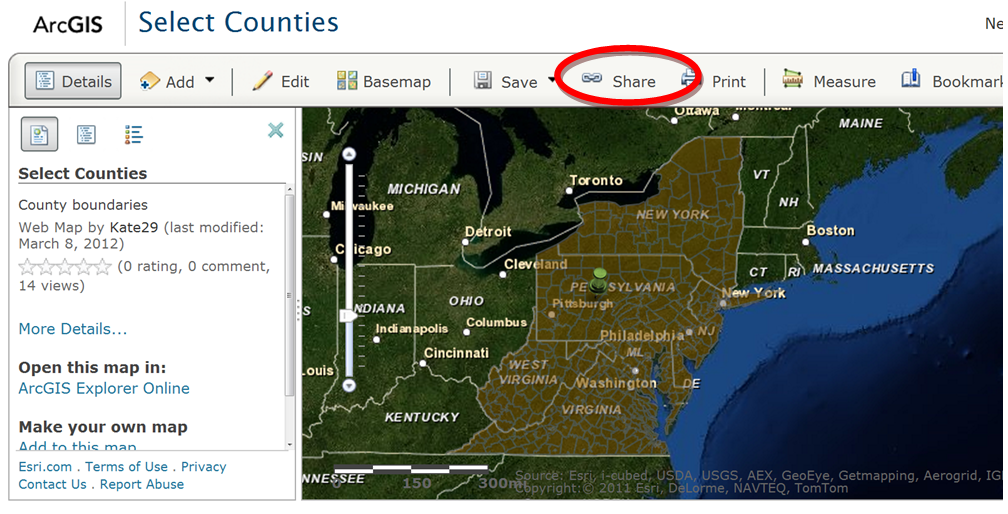 ArcGIS
Select Counties
Ne
Details
Add
Edit
Basemap
Save
Share
Print
Measure
Bookmark
Select Counties
County boundaries
Web Map by Kate29 (last modified:
March 8, 2012)
(0 rating, 0 comment,
14 views)
More Details...
Open this map in:
ArcGIS Explorer Online
Make your own map
Add to this map
Esri.com . Terms of Use . Privacy
Contact Us . Report Abuse
SIN
MICHIGAN
Milwaukee
Chicago
Detroit
Toronto
Ottawa
Montreal
MAINE
VT
NH
NEW YORK
Boston
CT
RI
MASSACHUSETTS
Cleveland
PENNSYLVANIA
New York
S
INDIANA
OHIO
Pittsburgh
Indianapolis
Columbus
Philadelphia
NJ
Cincinnati
ML
Louis
WEST
VIRGINIA
Washington
DE
KENTUCKY
VIRGINIA
NNESSEE
0 150 300mi
Source: Esri, i-cubed, USDA, USGS, AEX, GeoEye, Getmapping, Aerogrid, IG
Copyright: © 2011 Esri, DeLorme, NAVTEQ, TomTom